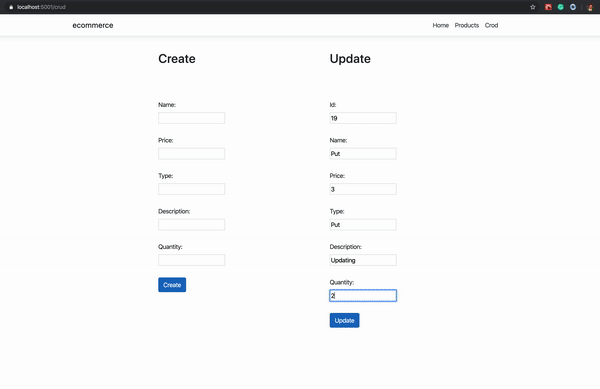 localhost:5001/crud
ecommerce
Home Products Crod
Create
Name:
Price:
Type:
Description:
Quantity:
Create
Update
Id:
19
Name:
Put
Price:
3
Type:
Put
Description:
Updating
Quantity:
2
Update